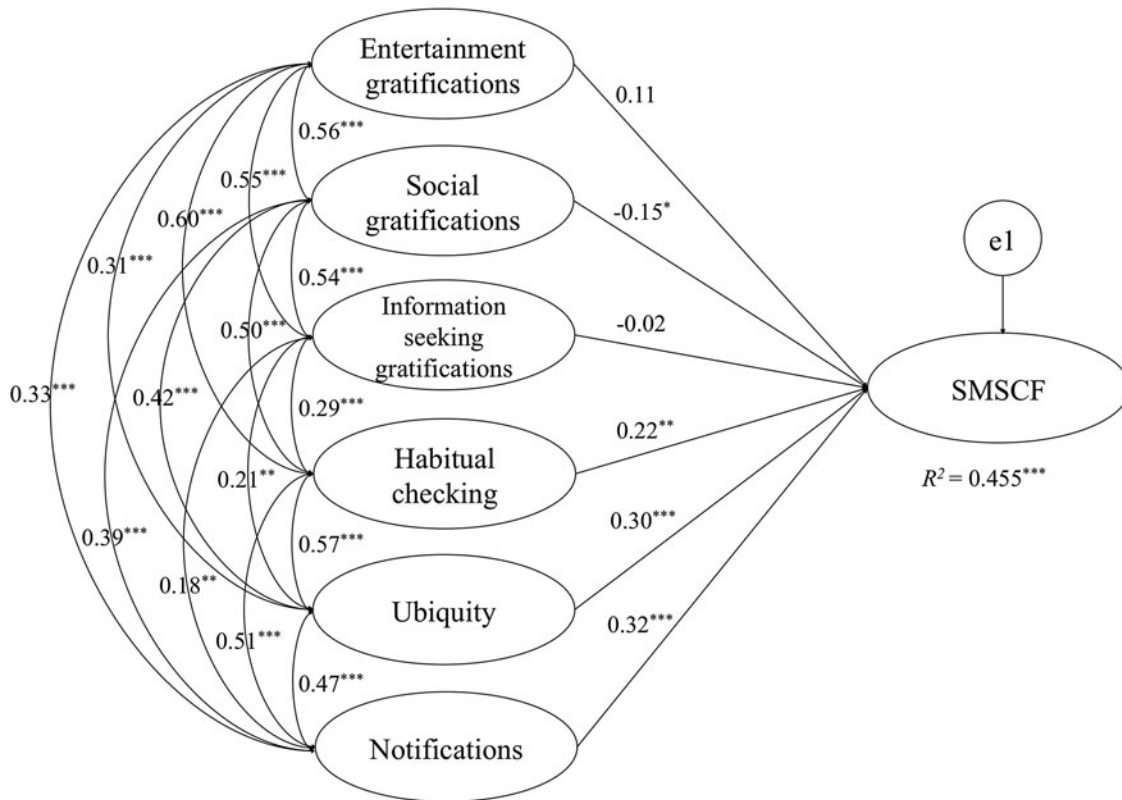 Entertainment
gratifications
0.11
0.56***
0.55***
Social
gratifications
-0.15*
0.60***
e1
0.31***
0.54***
Information
seeking
gratifications
-0.02
0.50***
0.33***
0.42***
0.29***
SMSCF
0.22**
Habitual
checking
0.21**
R² = 0.455***
0.30***
0.39***
0.57***
0.18**
Ubiquity
0.32***
0.51***
0.47***
Notifications